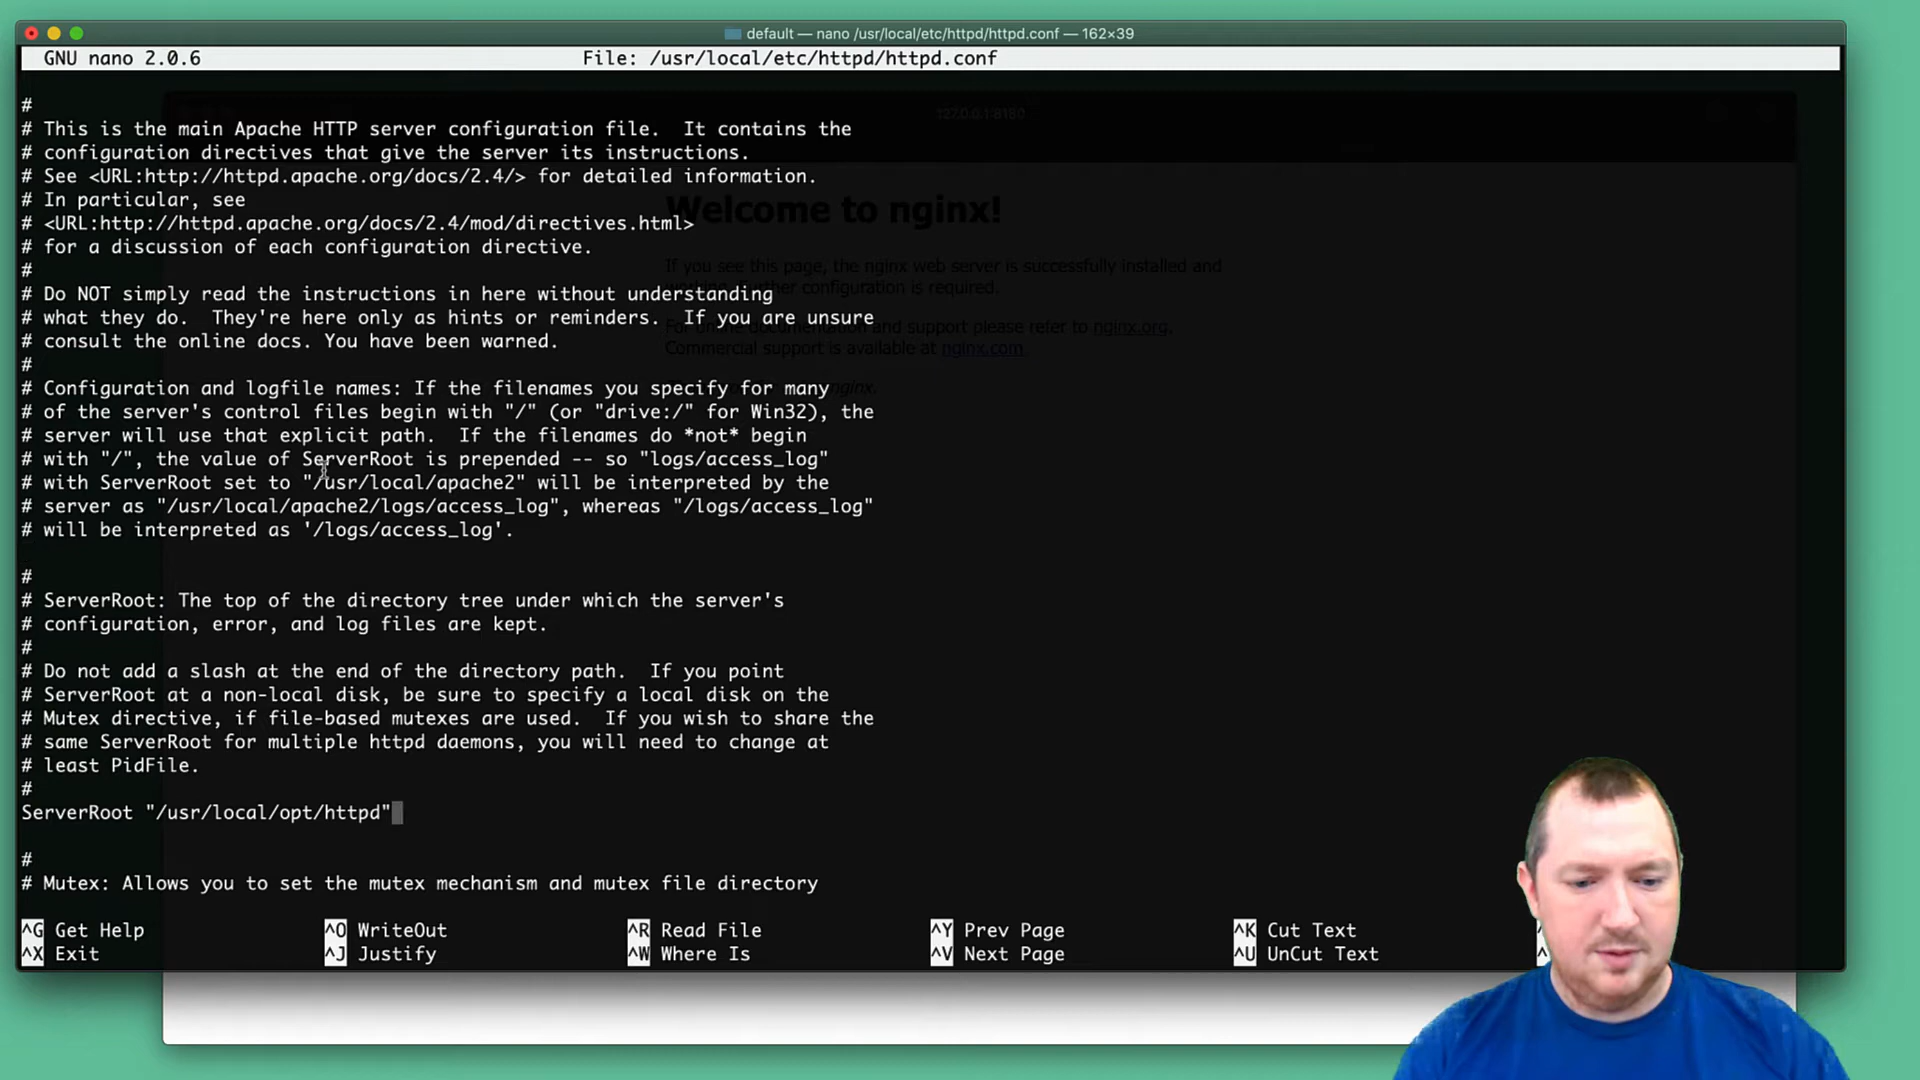 default — nano /usr/local/etc/httpd/httpd.conf — 162×39
GNU nano 2.0.6 File: /usr/local/etc/httpd/httpd.conf
127.0.0.1:8180
#
# This is the main Apache HTTP server configuration file.  It contains the
# configuration directives that give the server its instructions.
# See <URL:http://httpd.apache.org/docs/2.4/> for detailed information.
# In particular, see
# <URL:http://httpd.apache.org/docs/2.4/mod/directives.html>
# for a discussion of each configuration directive.
#
# Do NOT simply read the instructions in here without understanding
# what they do.  They're here only as hints or reminders.  If you are unsure
# consult the online docs. You have been warned.
#
# Configuration and logfile names: If the filenames you specify for many
# of the server's control files begin with "/" (or "drive:/" for Win32), the
# server will use that explicit path.  If the filenames do *not* begin
# with "/", the value of ServerRoot is prepended -- so "logs/access_log"
# with ServerRoot set to "/usr/local/apache2" will be interpreted by the
# server as "/usr/local/apache2/logs/access_log", whereas "/logs/access_log"
# will be interpreted as '/logs/access_log'.
#
# ServerRoot: The top of the directory tree under which the server's
# configuration, error, and log files are kept.
#
# Do not add a slash at the end of the directory path.  If you point
# ServerRoot at a non-local disk, be sure to specify a local disk on the
# Mutex directive, if file-based mutexes are used.  If you wish to share the
# same ServerRoot for multiple httpd daemons, you will need to change at
# least PidFile.
#
ServerRoot "/usr/local/opt/httpd"
#
# Mutex: Allows you to set the mutex mechanism and mutex file directory
Welcome to nginx!
If you see this page, the nginx web server is successfully installed and
working. Further configuration is required.
For online documentation and support please refer to nginx.org.
Commercial support is available at nginx.com.
nginx.
^G Get Help ^O WriteOut ^R Read File ^Y Prev Page ^K Cut Text
^X Exit ^J Justify ^W Where Is ^V Next Page ^U UnCut Text